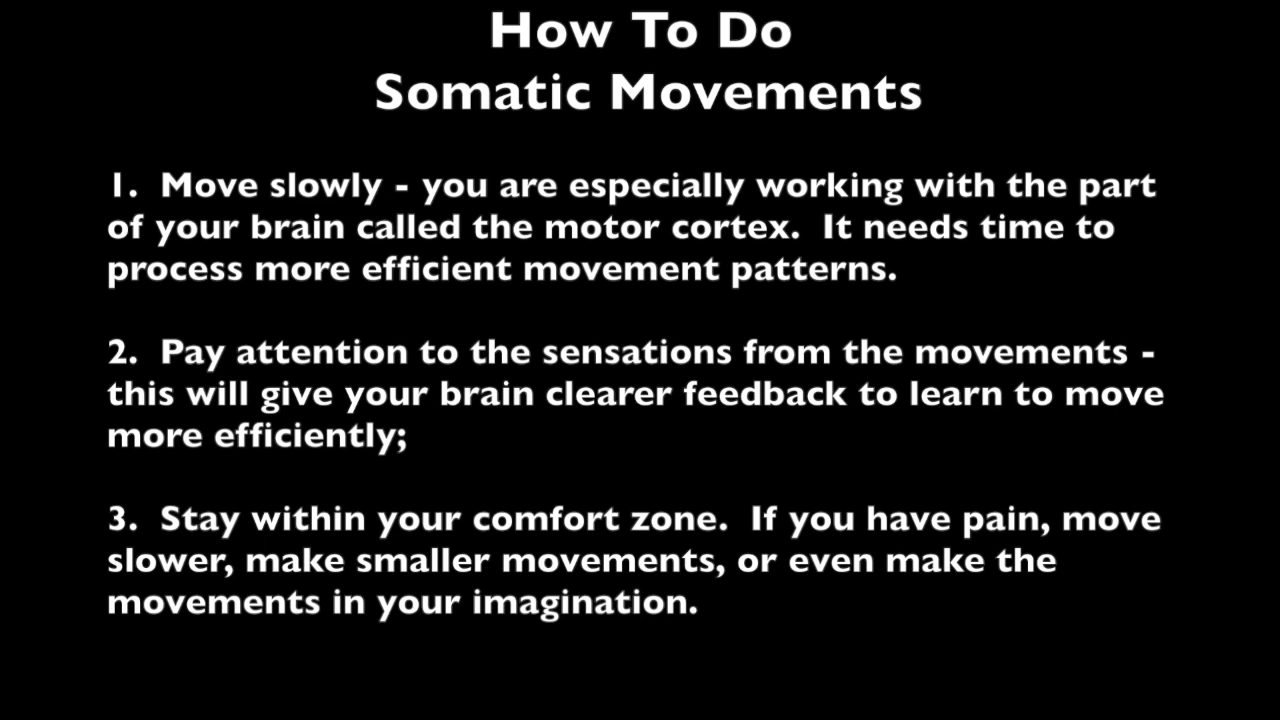 How To Do
Somatic Movements
1. Move slowly - you are especially working with the part
of your brain called the motor cortex. It needs time to
process more efficient movement patterns.
2. Pay attention to the sensations from the movements -
this will give your brain clearer feedback to learn to move
more efficiently;
3. Stay within your comfort zone. If you have pain, move
slower, make smaller movements, or even make the
movements in your imagination.